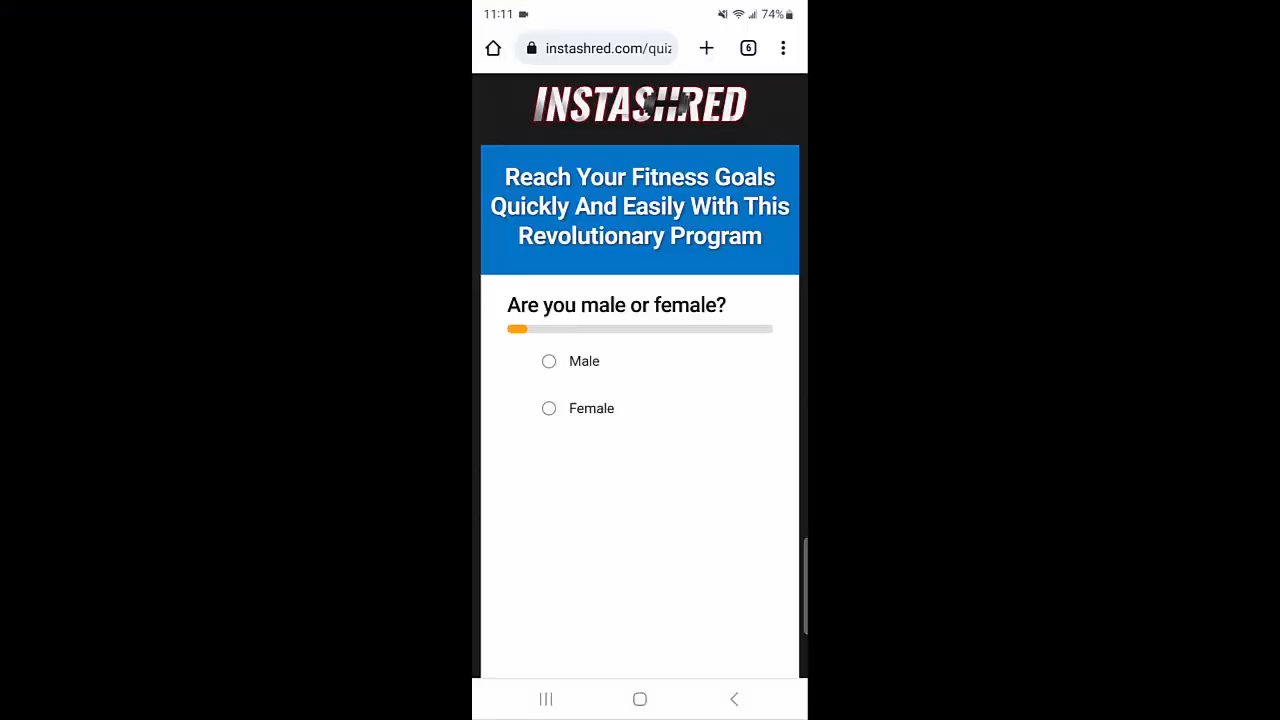 11:11 74%
instashred.com/quiz 6
INSTASHRED
Reach Your Fitness Goals
Quickly And Easily With This
Revolutionary Program
Are you male or female?
Male
Female